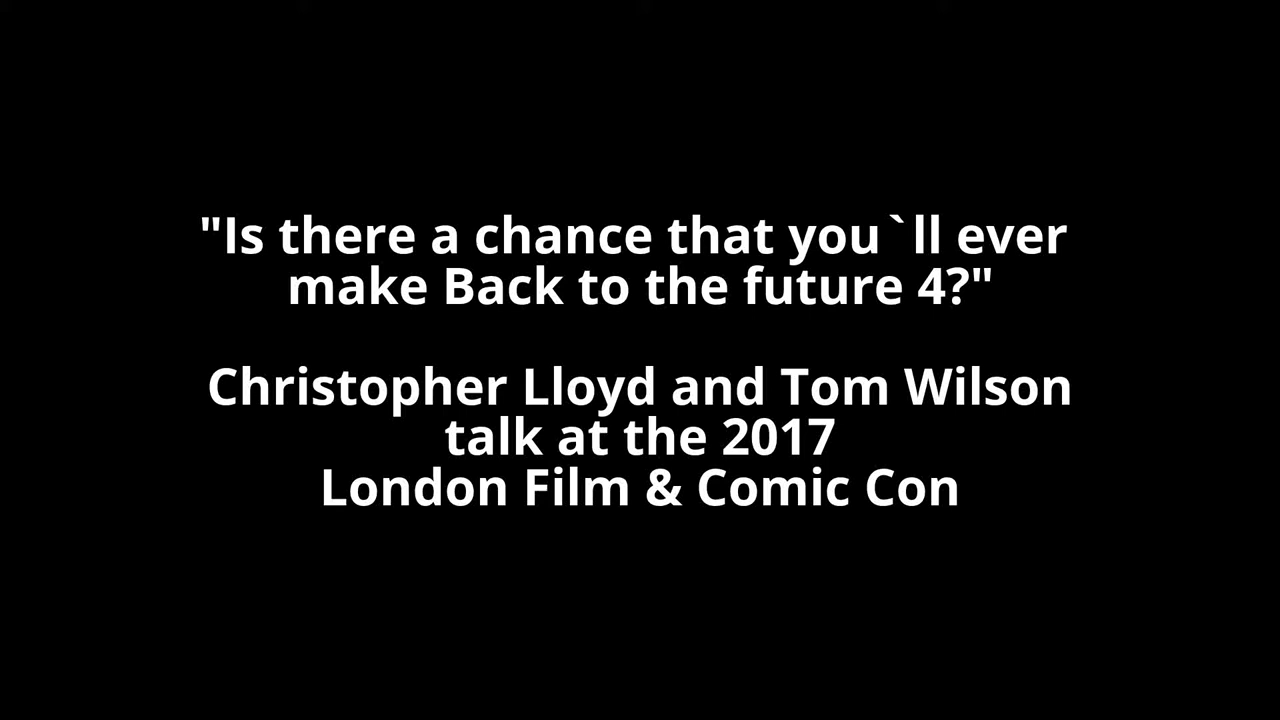 "Is there a chance that you`ll ever
make Back to the future 4?"
Christopher Lloyd and Tom Wilson
talk at the 2017
London Film & Comic Con